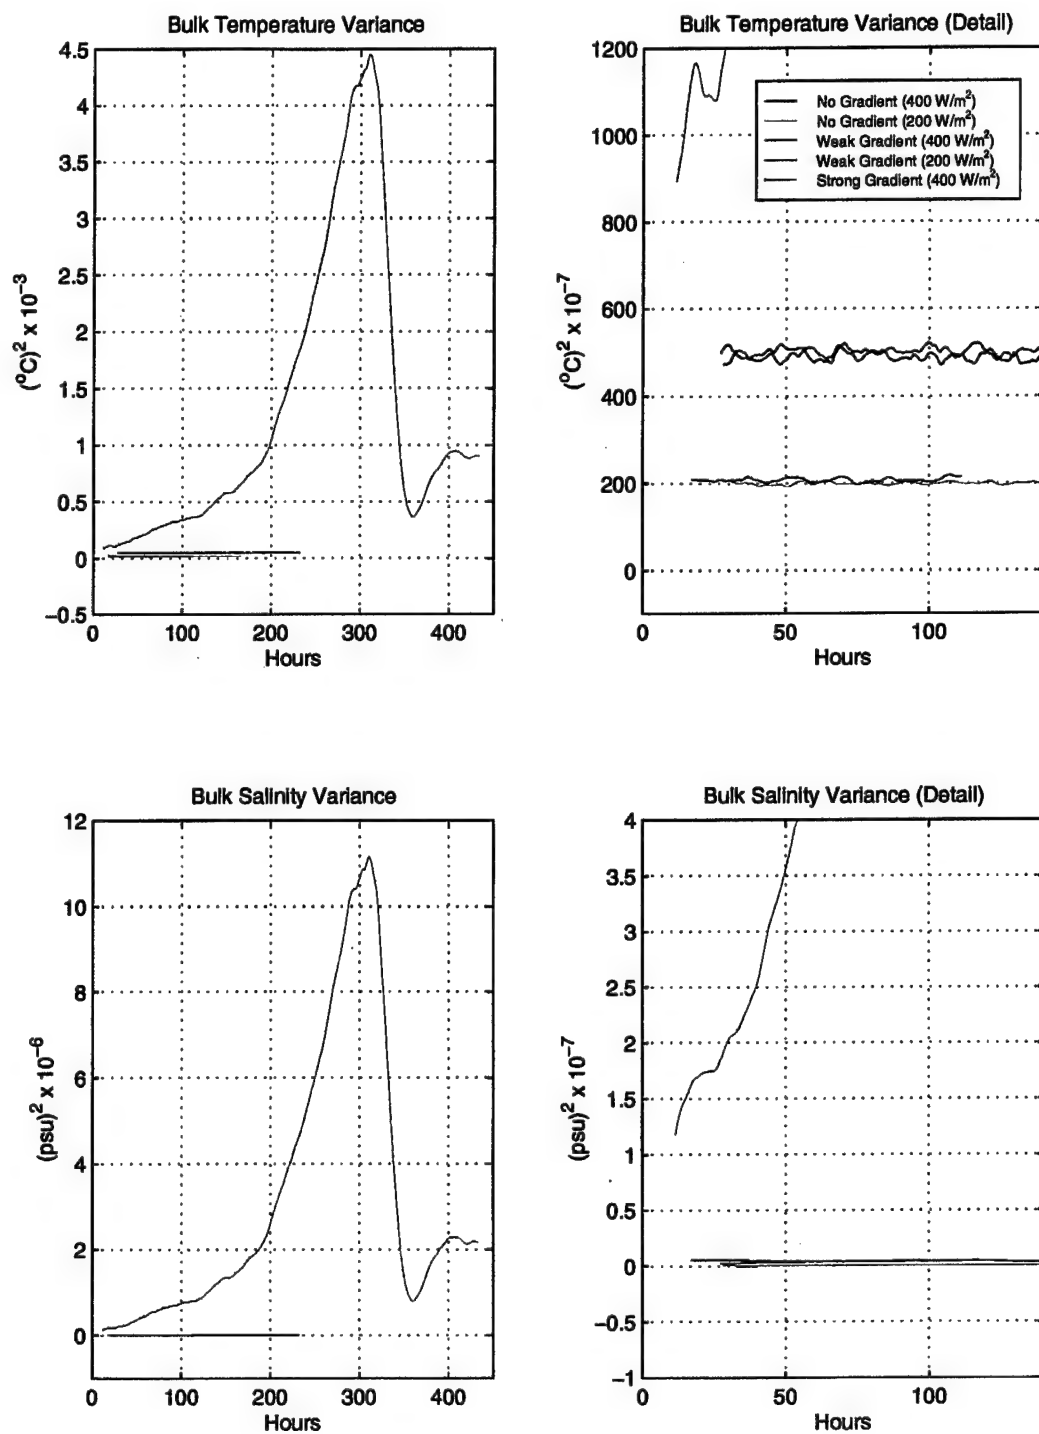 Bulk Temperature Variance
4.5
4
3.5
3
2.5
2
1.5
1
0.5
0
−0.5
(°C)² x 10⁻³
0 100 200 300 400
Hours
Bulk Temperature Variance (Detail)
1200
1000
800
600
400
200
0
(°C)² x 10⁻⁷
No Gradient (400 W/m²)
No Gradient (200 W/m²)
Weak Gradient (400 W/m²)
Weak Gradient (200 W/m²)
Strong Gradient (400 W/m²)
0 50 100
Hours
Bulk Salinity Variance
12
10
8
6
4
2
0
(psu)² x 10⁻⁶
0 100 200 300 400
Hours
Bulk Salinity Variance (Detail)
4
3.5
3
2.5
2
1.5
1
0.5
0
−0.5
−1
(psu)² x 10⁻⁷
0 50 100
Hours